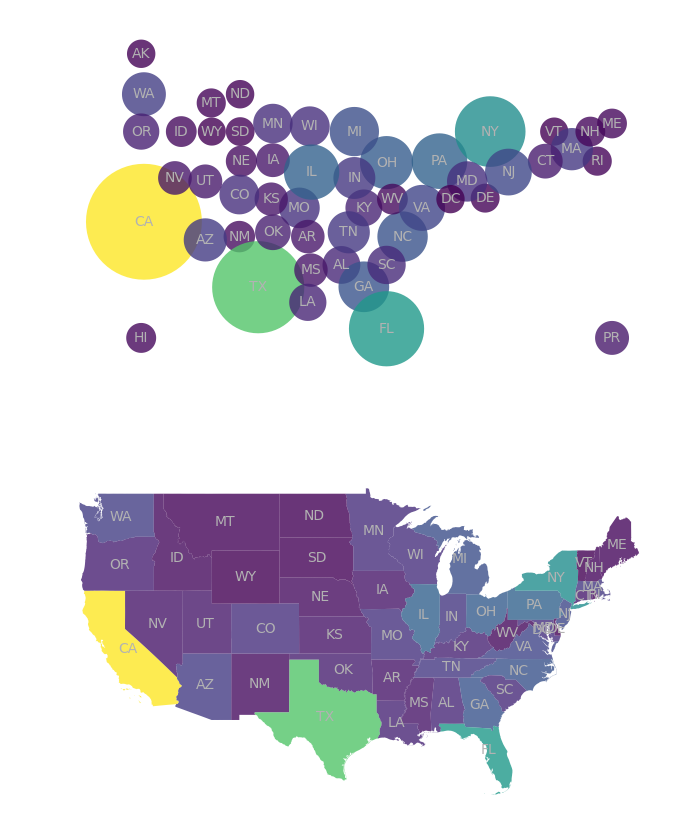 AK
WA MT ND
OR ID WY SD MN WI MI NY VT NH ME
NE IA IL IN OH PA MD NJ CT MA RI
NV UT CO KS MO KY WV VA DC DE
CA AZ NM OK AR TN NC
TX MS AL SC
LA GA
FL
HI PR
WA MT ND MN
OR ID WY SD WI MI NY VT NH ME
NV UT CO NE IA IL IN OH PA MA
CA KS MO KY WV VA
AZ NM OK AR TN NC
TX LA MS AL GA SC
FL